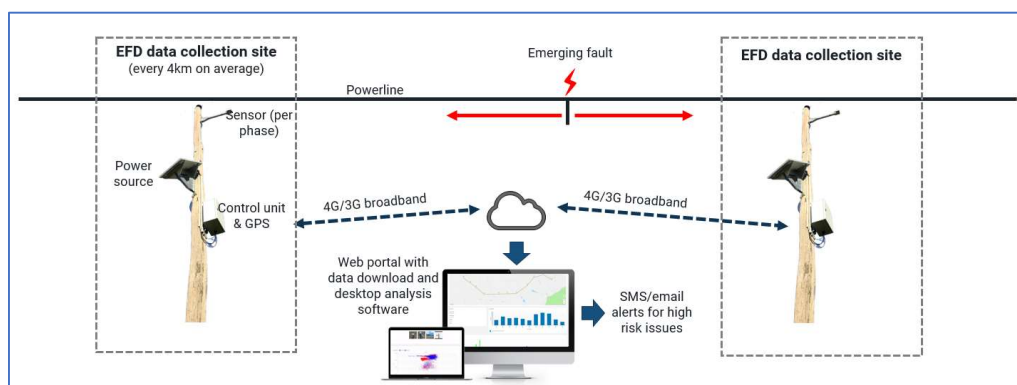 EFD data collection site
(every 4km on average)
Emerging fault
EFD data collection site
Powerline
Sensor (per
phase)
Power
source
Control unit
& GPS
4G/3G broadband
4G/3G broadband
Web portal with
data download and
desktop analysis
software
SMS/email
alerts for high
risk issues